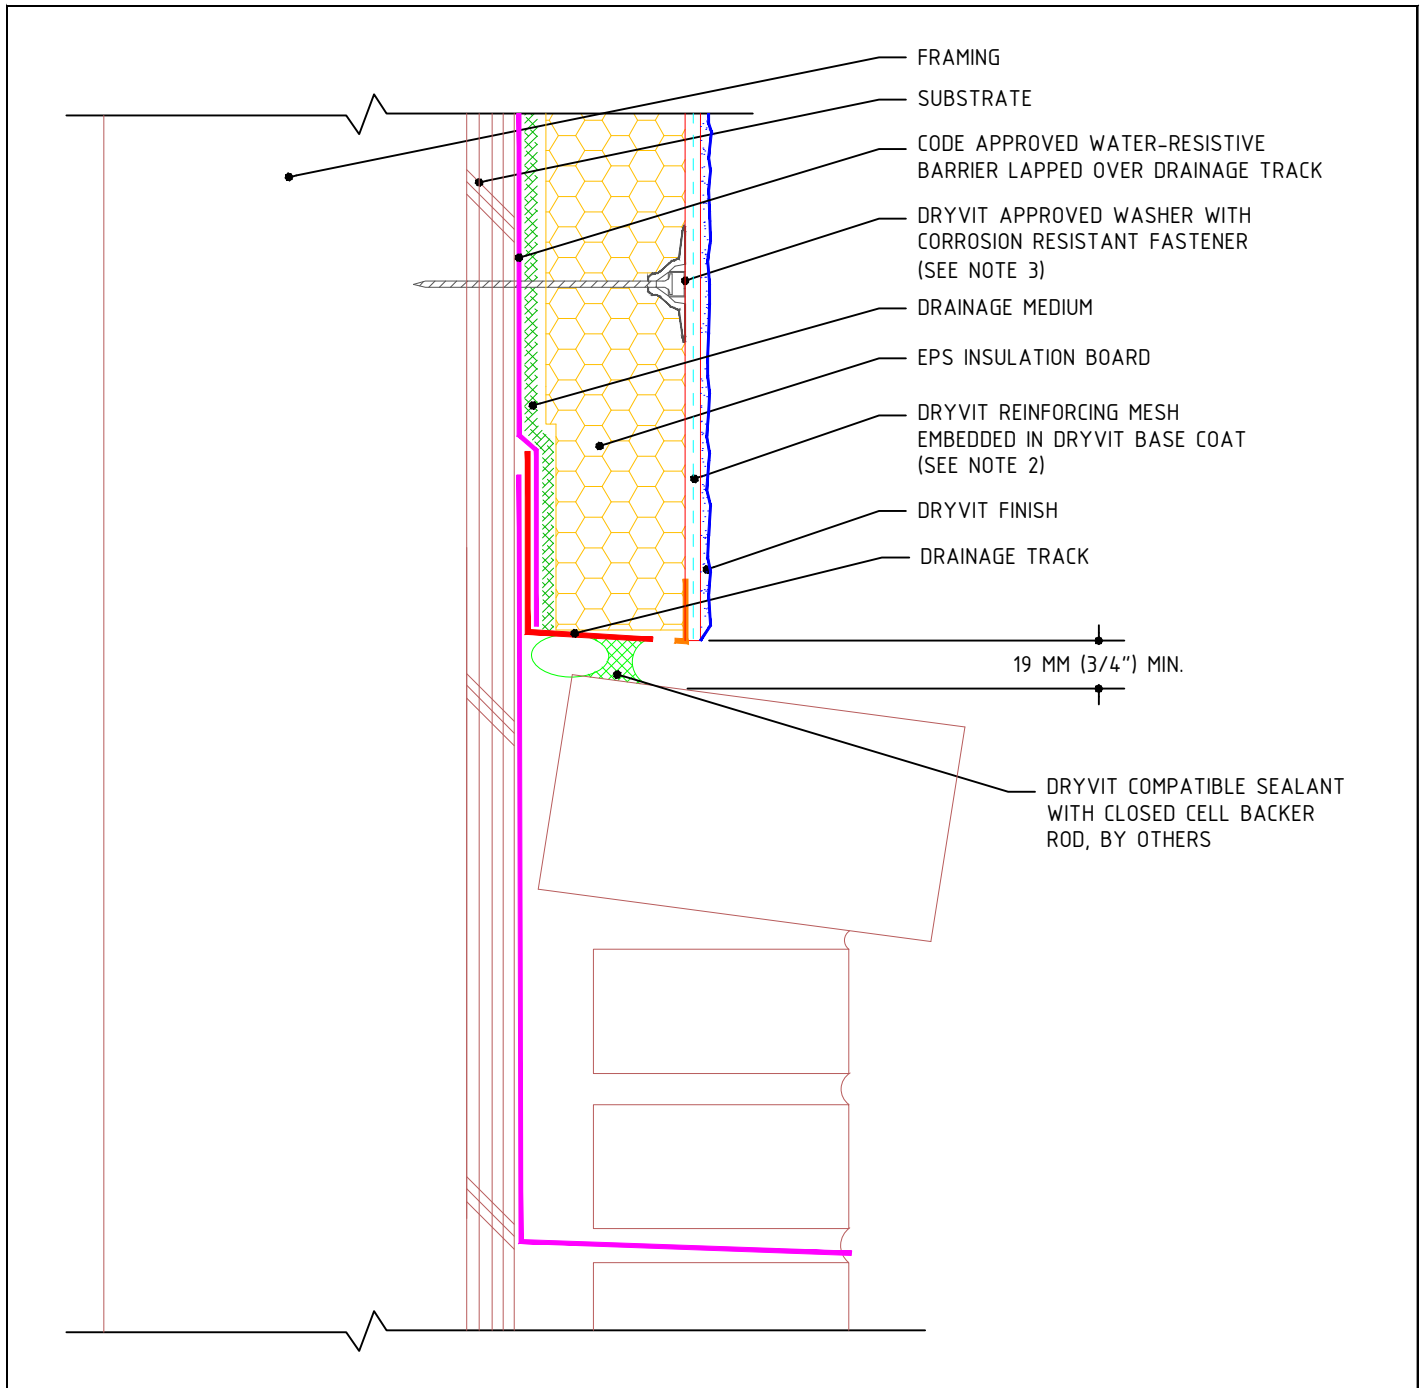 FRAMING
SUBSTRATE
CODE APPROVED WATER-RESISTIVE
BARRIER LAPPED OVER DRAINAGE TRACK
DRYVIT APPROVED WASHER WITH
CORROSION RESISTANT FASTENER
(SEE NOTE 3)
DRAINAGE MEDIUM
EPS INSULATION BOARD
DRYVIT REINFORCING MESH
EMBEDDED IN DRYVIT BASE COAT
(SEE NOTE 2)
DRYVIT FINISH
DRAINAGE TRACK
19 MM (3/4") MIN.
DRYVIT COMPATIBLE SEALANT
WITH CLOSED CELL BACKER
ROD, BY OTHERS